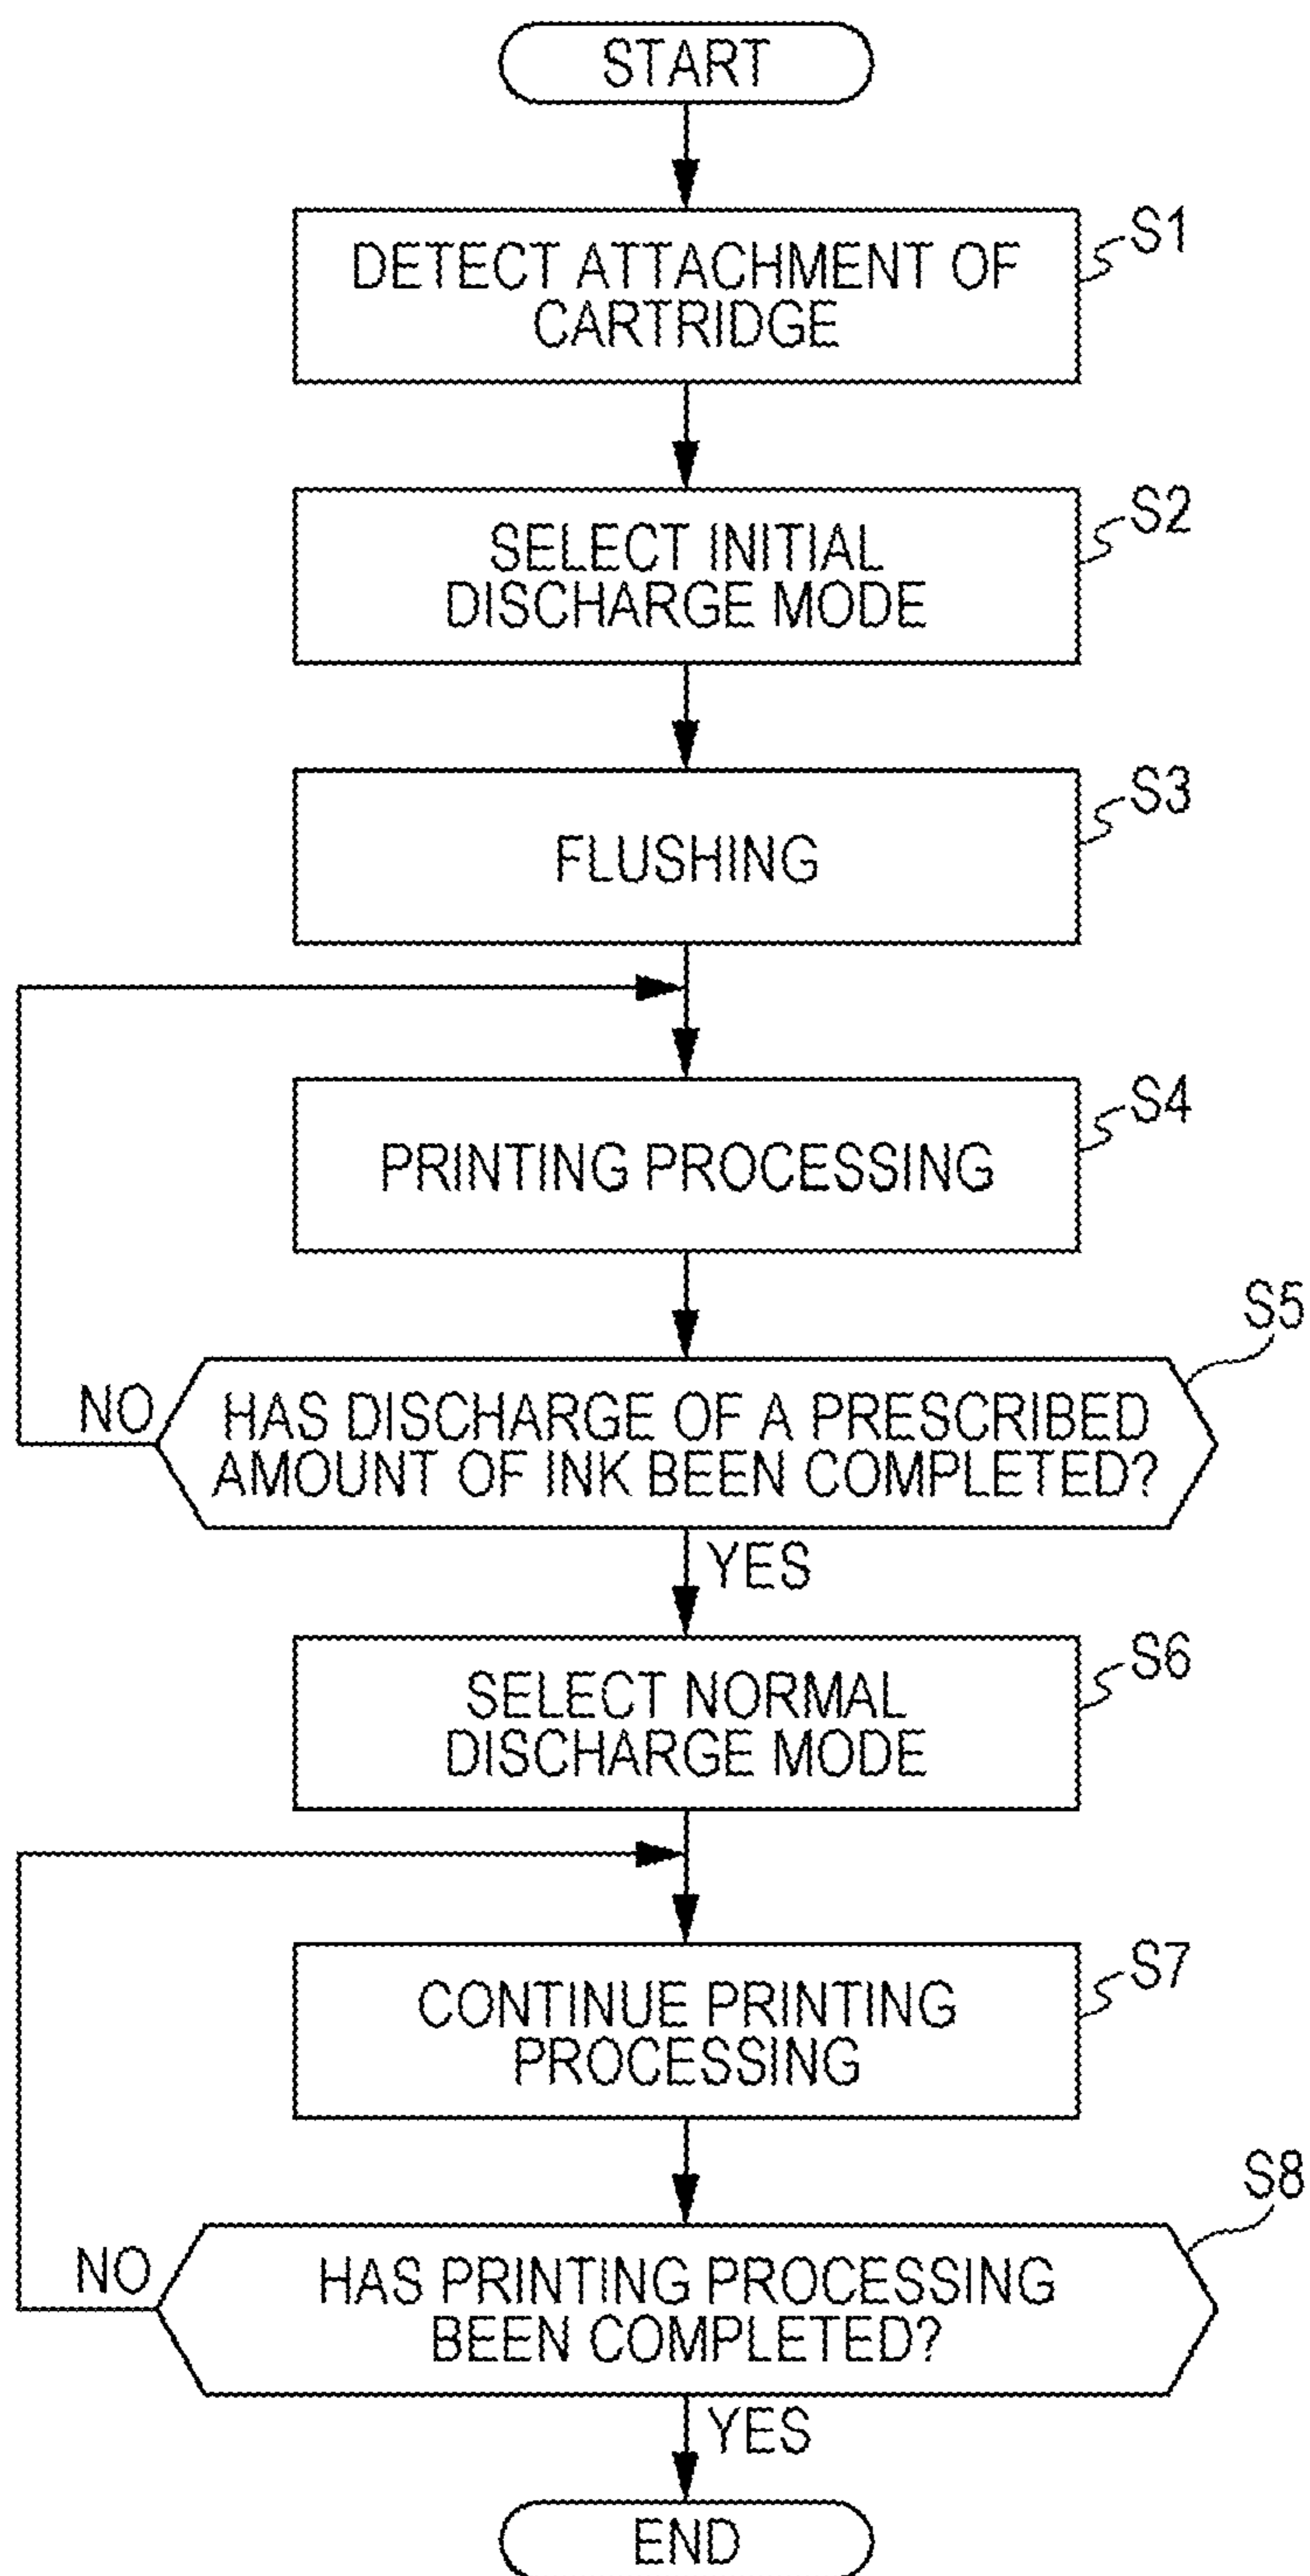 START
S1
DETECT ATTACHMENT OF
CARTRIDGE
S2
SELECT INITIAL
DISCHARGE MODE
S3
FLUSHING
S4
PRINTING PROCESSING
S5
NO
HAS DISCHARGE OF A PRESCRIBED
AMOUNT OF INK BEEN COMPLETED?
YES
S6
SELECT NORMAL
DISCHARGE MODE
S7
CONTINUE PRINTING
PROCESSING
S8
NO
HAS PRINTING PROCESSING
BEEN COMPLETED?
YES
END